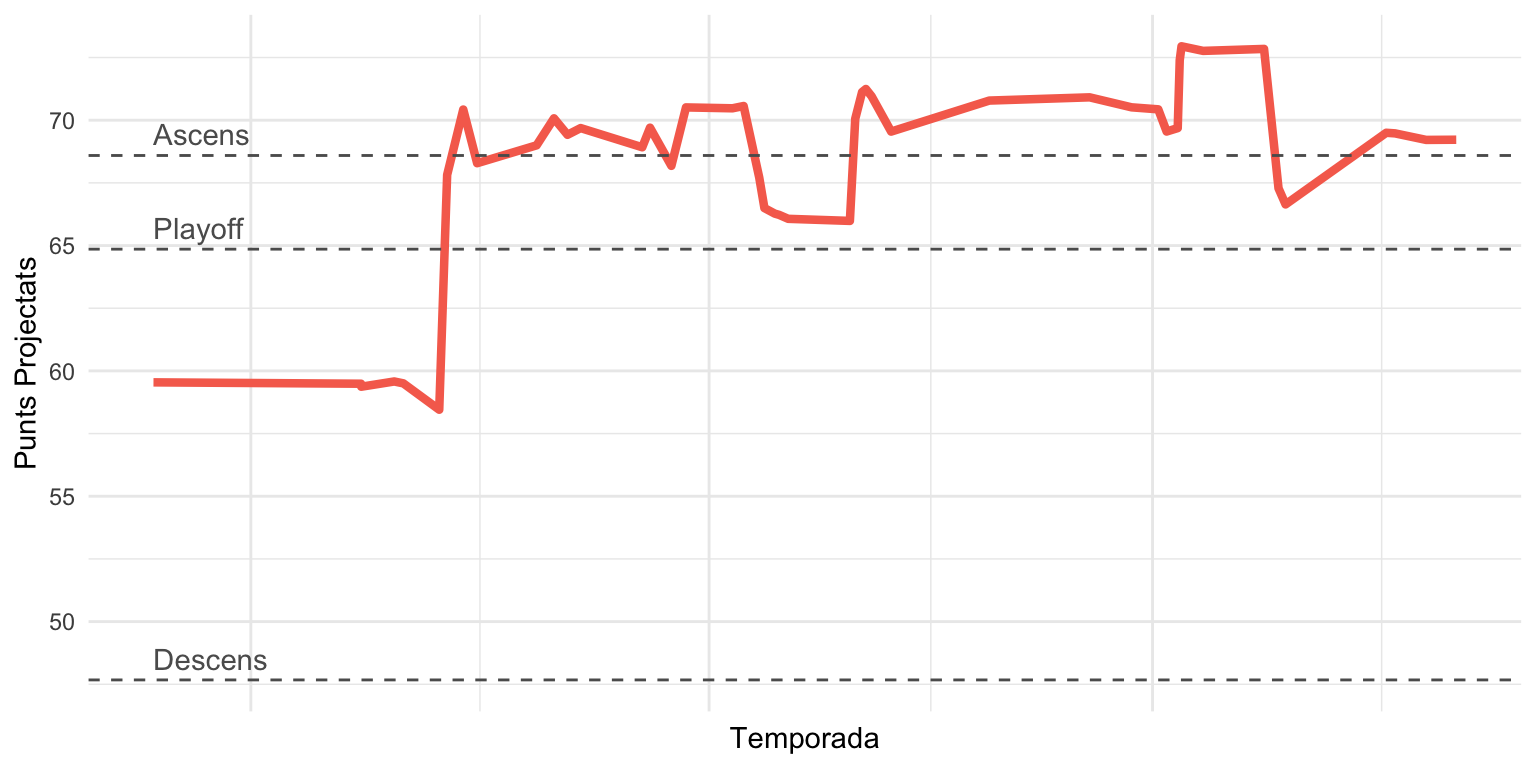 70
Ascens
Playoff
65
60
55
50
Descens
Punts Projectats
Temporada